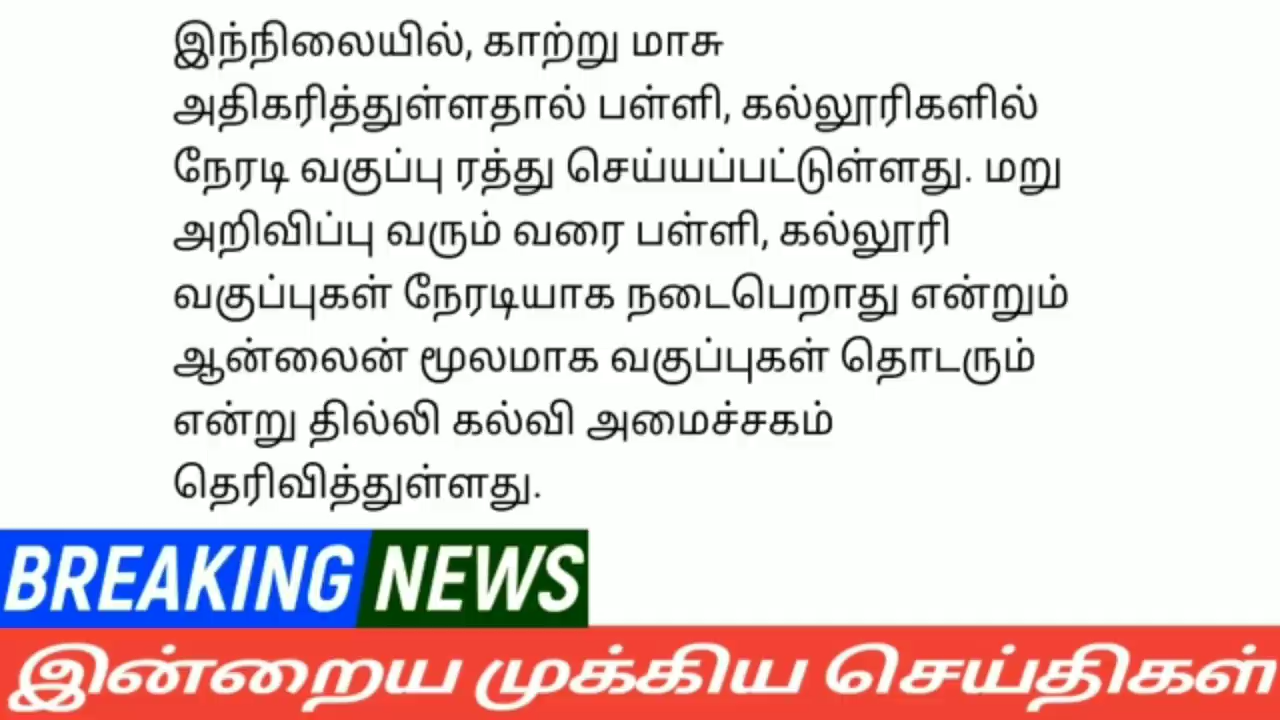 இந்நிலையில், காற்று மாசு
அதிகரித்துள்ளதால் பள்ளி, கல்லூரிகளில்
நேரடி வகுப்பு ரத்து செய்யப்பட்டுள்ளது. மறு
அறிவிப்பு வரும் வரை பள்ளி, கல்லூரி
வகுப்புகள் நேரடியாக நடைபெறாது என்றும்
ஆன்லைன் மூலமாக வகுப்புகள் தொடரும்
என்று தில்லி கல்வி அமைச்சகம்
தெரிவித்துள்ளது.
BREAKING NEWS
இன்றைய முக்கிய செய்திகள்